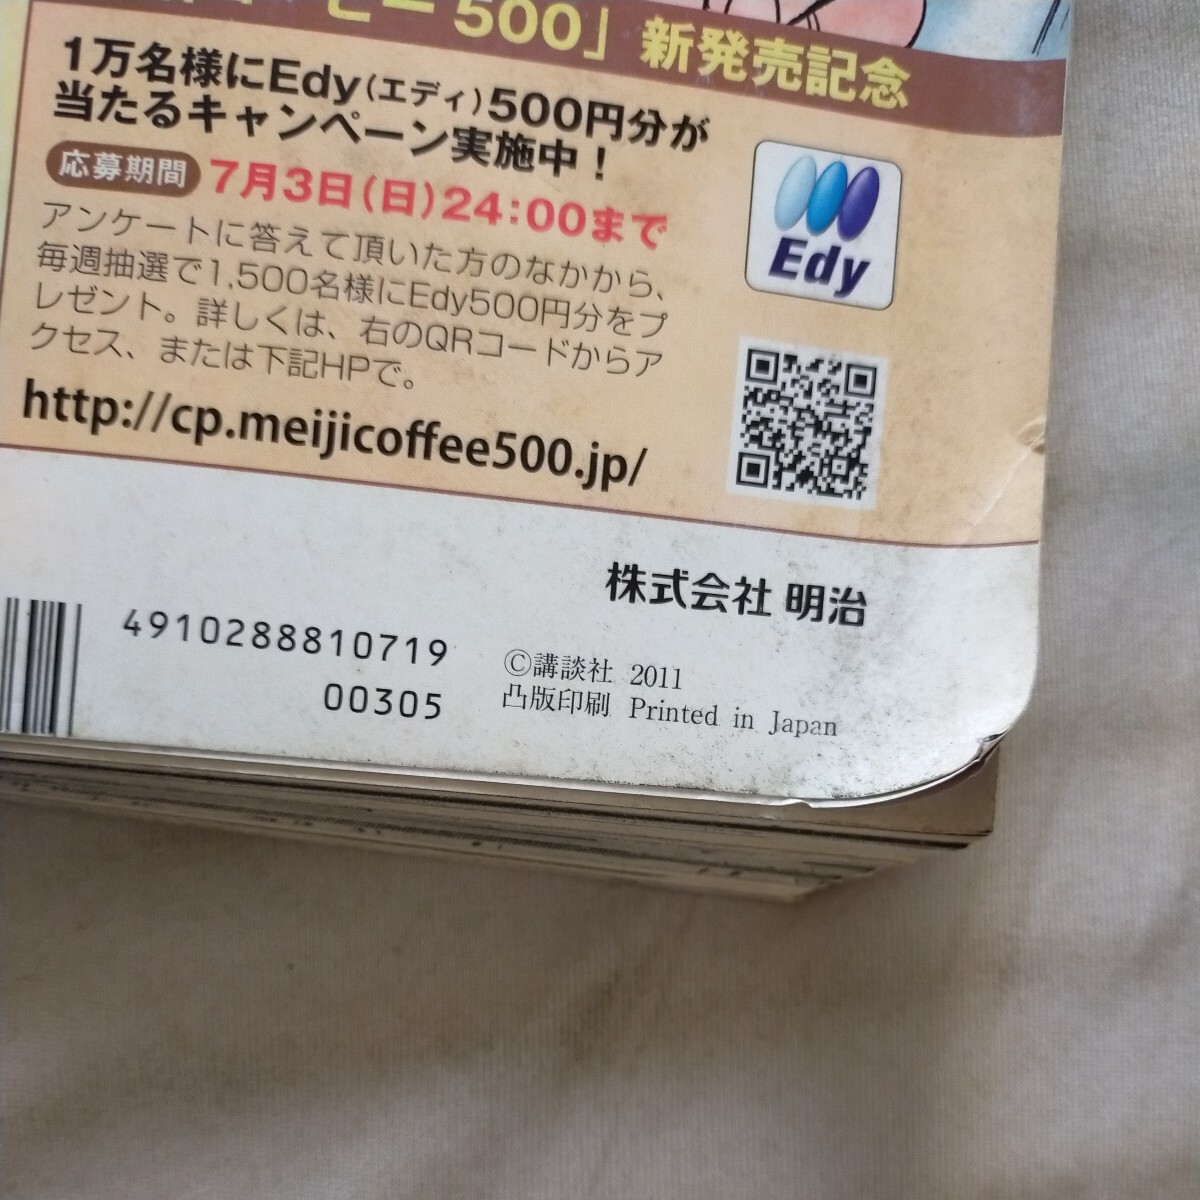 ーヒー500」新発売記念
1万名様にEdy(エディ)500円分が
当たるキャンペーン実施中！
応募期間 7月3日(日)24:00まで
アンケートに答えて頂いた方のなかから、
毎週抽選で1,500名様にEdy500円分をプ
レゼント。詳しくは、右のQRコードからア
クセス、または下記HPで。
http://cp.meijicoffee500.jp/
Edy
株式会社 明治
4910288810719
00305
©講談社 2011
凸版印刷 Printed in Japan